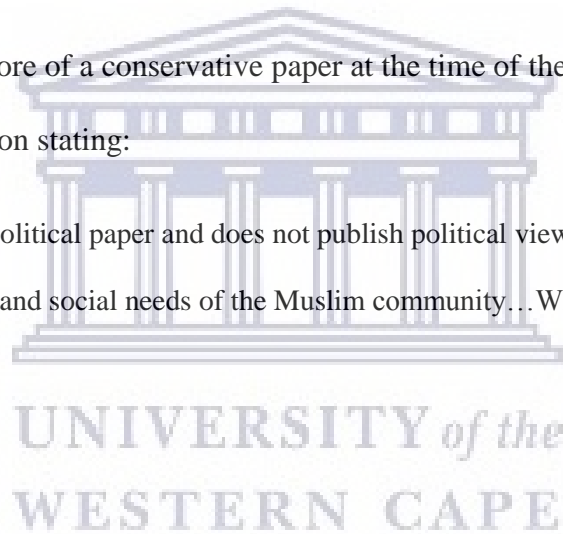 ore of a conservative paper at the time of the
on stating:
olitical paper and does not publish political view
and social needs of the Muslim community…W
UNIVERSITY of the
WESTERN CAPE